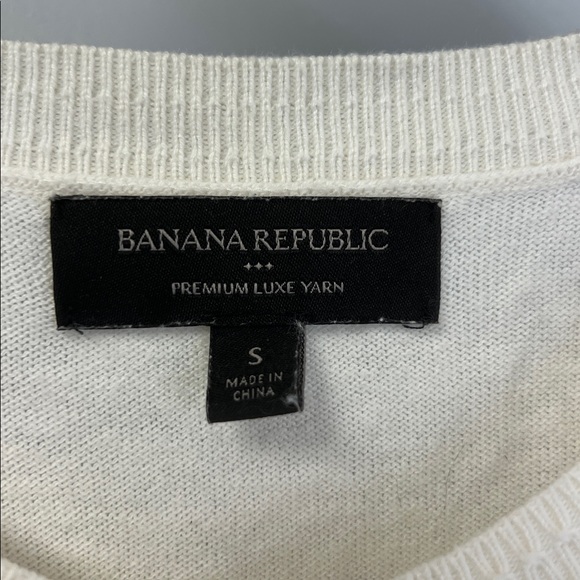 BANANA REPUBLIC
PREMIUM LUXE YARN
S
MADE IN
CHINA